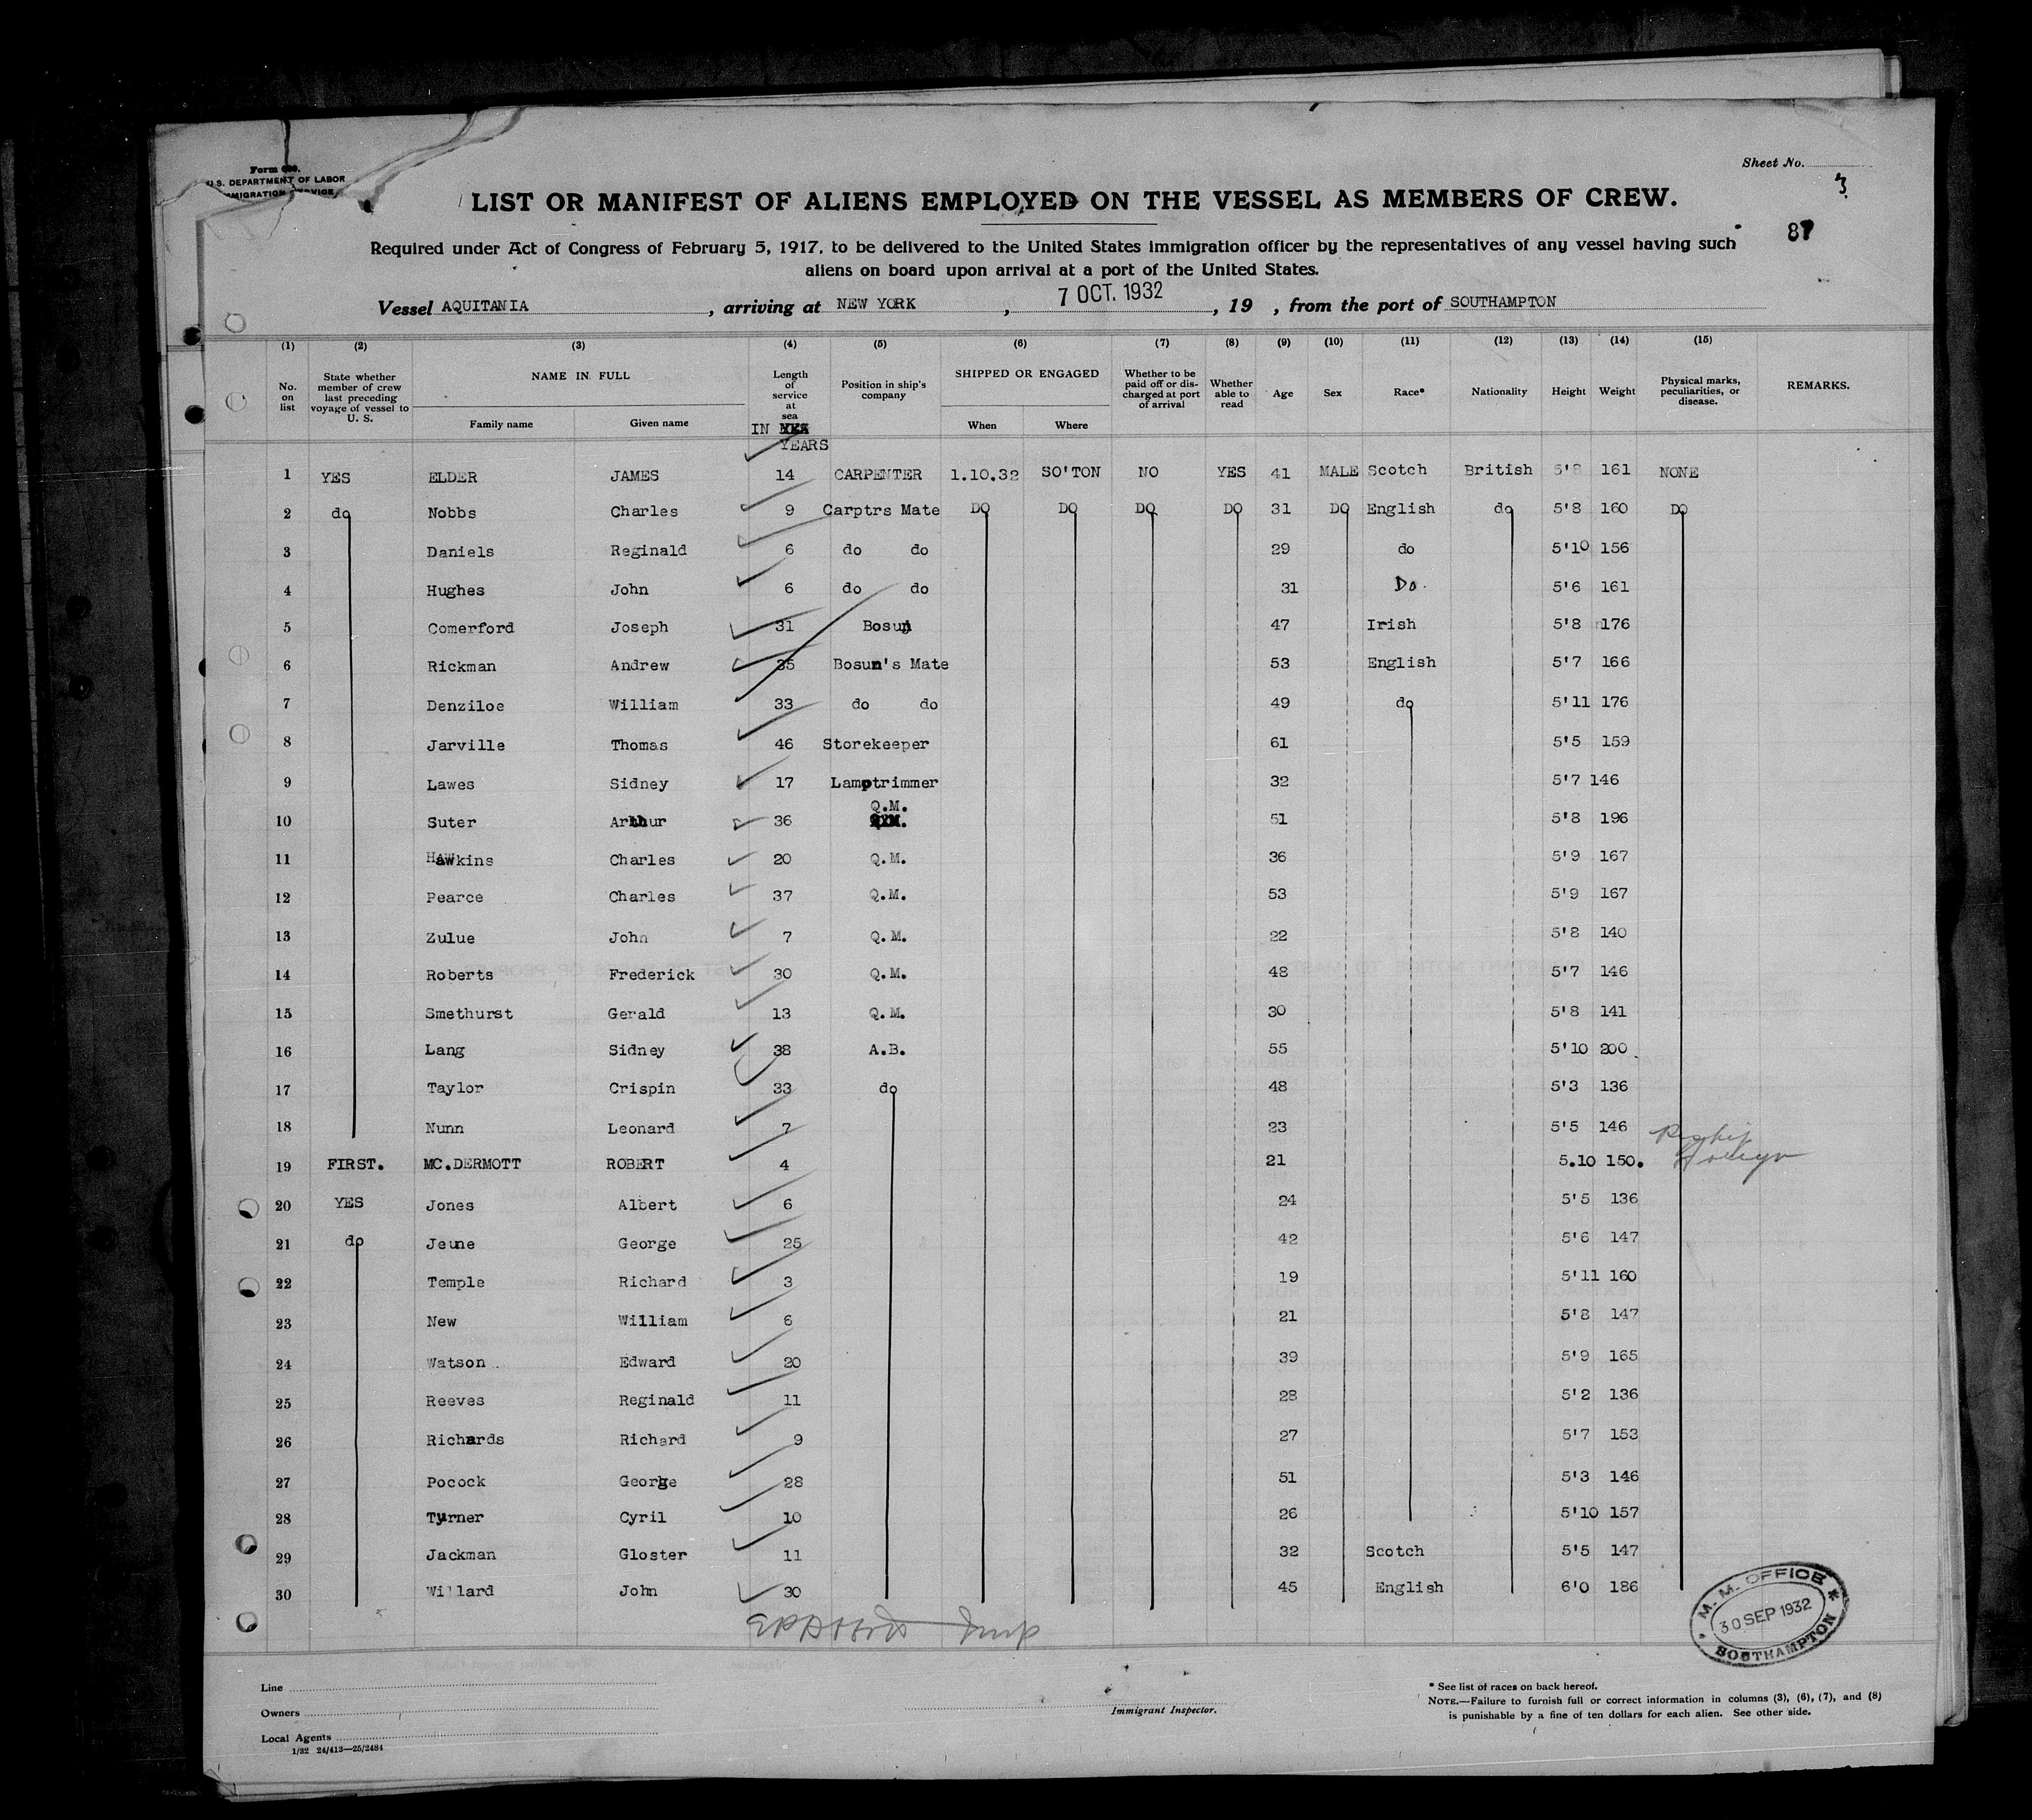 Form
U.S. DEPARTMENT OF LABOR
IMMIGRATION SERVICE
Sheet No.
3
LIST OR MANIFEST OF ALIENS EMPLOYED ON THE VESSEL AS MEMBERS OF CREW.
87
Required under Act of Congress of February 5, 1917, to be delivered to the United States immigration officer by the representatives of any vessel having such
aliens on board upon arrival at a port of the United States.
Vessel AQUITANIA , arriving at NEW YORK , 7 OCT. 1932 , 19 , from the port of SOUTHAMPTON
(1) (2) (3) (4) (5) (6) (7) (8) (9) (10) (11) (12) (13) (14) (15)
No. on list
State whether member of crew last preceding voyage of vessel to U. S.
NAME IN FULL
Family name Given name
Length of service at sea
IN YEARS
Position in ship's company
SHIPPED OR ENGAGED
When Where
Whether to be paid off or discharged at port of arrival
Whether able to read
Age Sex Race* Nationality Height Weight
Physical marks, peculiarities, or disease.
REMARKS.
1 YES ELDER JAMES 14 CARPENTER 1.10.32 SO'TON NO YES 41 MALE Scotch British 5'8 161 NONE
2 do Nobbs Charles 9 Carptrs Mate DO DO DO DO 31 DO English do 5'8 160 DO
3 Daniels Reginald 6 do do 29 do 5'10 156
4 Hughes John 6 do do 31 Do. 5'6 161
5 Comerford Joseph 31 Bosun 47 Irish 5'8 176
6 Rickman Andrew 35 Bosun's Mate 53 English 5'7 166
7 Denziloe William 33 do do 49 do 5'11 176
8 Jarville Thomas 46 Storekeeper 61 5'5 159
9 Lawes Sidney 17 Lamptrimmer 32 5'7 146
10 Suter Arthur 36 Q.M. 51 5'8 196
11 Hawkins Charles 20 Q.M. 36 5'9 167
12 Pearce Charles 37 Q.M. 53 5'9 167
13 Zulue John 7 Q.M. 22 5'8 140
14 Roberts Frederick 30 Q.M. 48 5'7 146
15 Smethurst Gerald 13 Q.M. 30 5'8 141
16 Lang Sidney 38 A.B. 55 5'10 200
17 Taylor Crispin 33 do 48 5'3 136
18 Nunn Leonard 7 23 5'5 146
19 FIRST. MC.DERMOTT ROBERT 4 21 5.10 150.
20 YES Jones Albert 6 24 5'5 136
21 do Jeune George 25 42 5'6 147
22 Temple Richard 3 19 5'11 160
23 New William 6 21 5'8 147
24 Watson Edward 20 39 5'9 165
25 Reeves Reginald 11 28 5'2 136
26 Richards Richard 9 27 5'7 153
27 Pocock George 28 51 5'3 146
28 Turner Cyril 10 26 5'10 157
29 Jackman Gloster 11 32 Scotch 5'5 147
30 Willard John 30 45 English 6'0 186
M. M. OFFICE
30 SEP 1932
SOUTHAMPTON
Line
Owners
Local Agents
1/32 24/413—25/2484
Immigrant Inspector.
* See list of races on back hereof.
NOTE.—Failure to furnish full or correct information in columns (3), (6), (7), and (8)
is punishable by a fine of ten dollars for each alien. See other side.